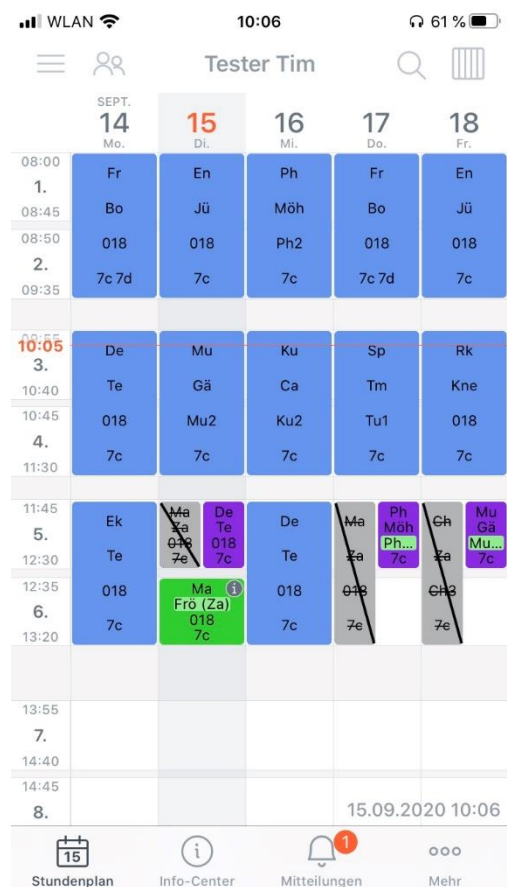 WLAN 10:06 61 %
Tester Tim
SEPT.
14 15 16 17 18
Mo. Di. Mi. Do. Fr.
08:00
Fr En Ph Fr En
1.
Bo Jü Möh Bo Jü
08:45
08:50
018 018 Ph2 018 018
2.
7c 7d 7c 7c 7c 7d 7c
09:35
09:55
10:05
De Mu Ku Sp Rk
3.
Te Gä Ca Tm Kne
10:40
10:45
018 Mu2 Ku2 Tu1 018
4.
7c 7c 7c 7c 7c
11:30
11:45
Ek Ma De De Ma Ph Ch Mu
Za Te Möh Gä
5.
018 018 Ph... Mu...
Te 7c 7c Te Za 7c Za 7c
12:30
12:35
018 Ma 018 018 Ch3
Frö (Za)
6.
018
7c 7c 7c 7c 7c
13:20
13:55
7.
14:40
14:45
8.
15.09.2020 10:06
15 1
Stundenplan Info-Center Mitteilungen Mehr